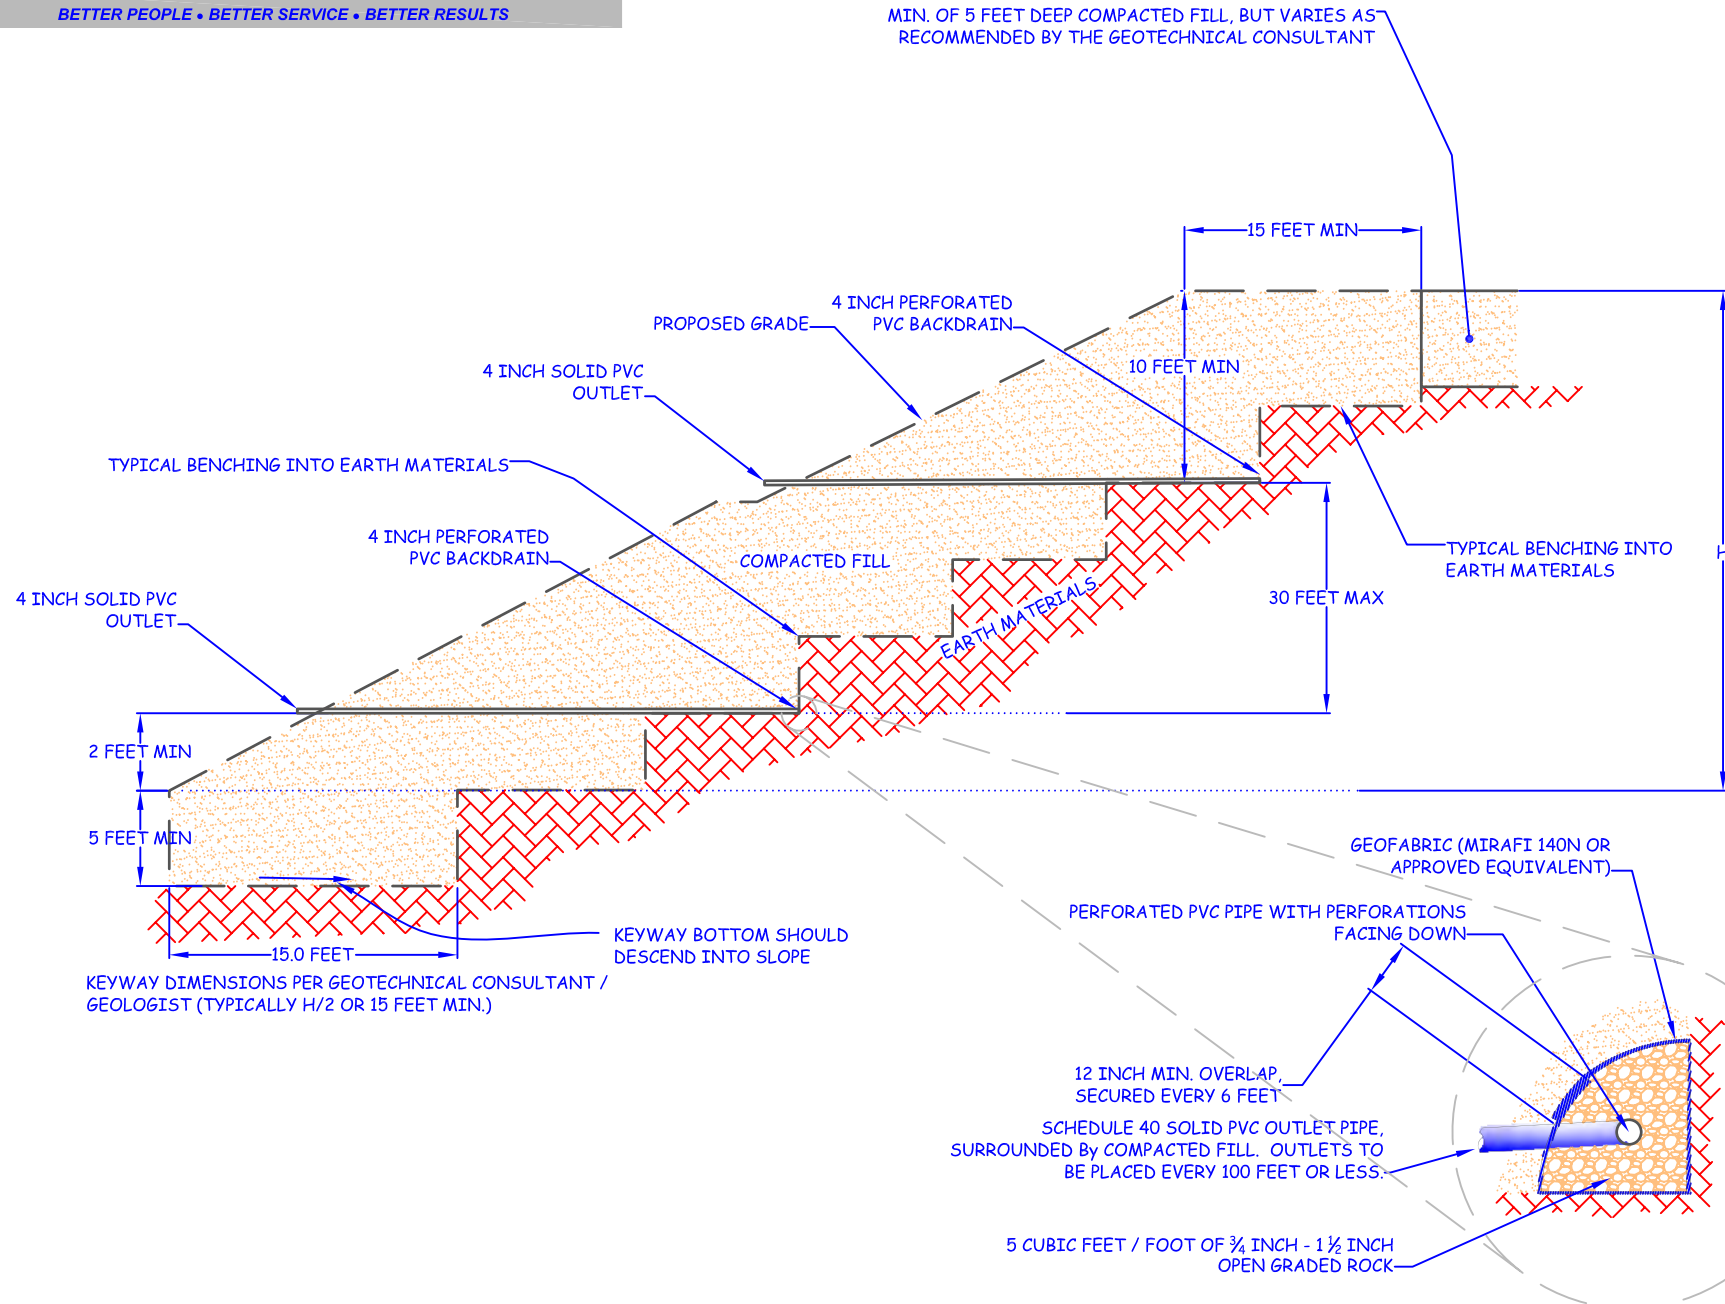 BETTER PEOPLE • BETTER SERVICE • BETTER RESULTS
MIN. OF 5 FEET DEEP COMPACTED FILL, BUT VARIES AS
RECOMMENDED BY THE GEOTECHNICAL CONSULTANT
15 FEET MIN
4 INCH PERFORATED
PVC BACKDRAIN
PROPOSED GRADE
10 FEET MIN
4 INCH SOLID PVC
OUTLET
TYPICAL BENCHING INTO EARTH MATERIALS
4 INCH PERFORATED
PVC BACKDRAIN
COMPACTED FILL
TYPICAL BENCHING INTO
EARTH MATERIALS
H
4 INCH SOLID PVC
OUTLET
EARTH MATERIALS
30 FEET MAX
2 FEET MIN
5 FEET MIN
15.0 FEET
KEYWAY BOTTOM SHOULD
DESCEND INTO SLOPE
KEYWAY DIMENSIONS PER GEOTECHNICAL CONSULTANT /
GEOLOGIST (TYPICALLY H/2 OR 15 FEET MIN.)
GEOFABRIC (MIRAFI 140N OR
APPROVED EQUIVALENT)
PERFORATED PVC PIPE WITH PERFORATIONS
FACING DOWN
12 INCH MIN. OVERLAP,
SECURED EVERY 6 FEET
SCHEDULE 40 SOLID PVC OUTLET PIPE,
SURROUNDED By COMPACTED FILL. OUTLETS TO
BE PLACED EVERY 100 FEET OR LESS.
5 CUBIC FEET / FOOT OF ¾ INCH - 1 ½ INCH
OPEN GRADED ROCK